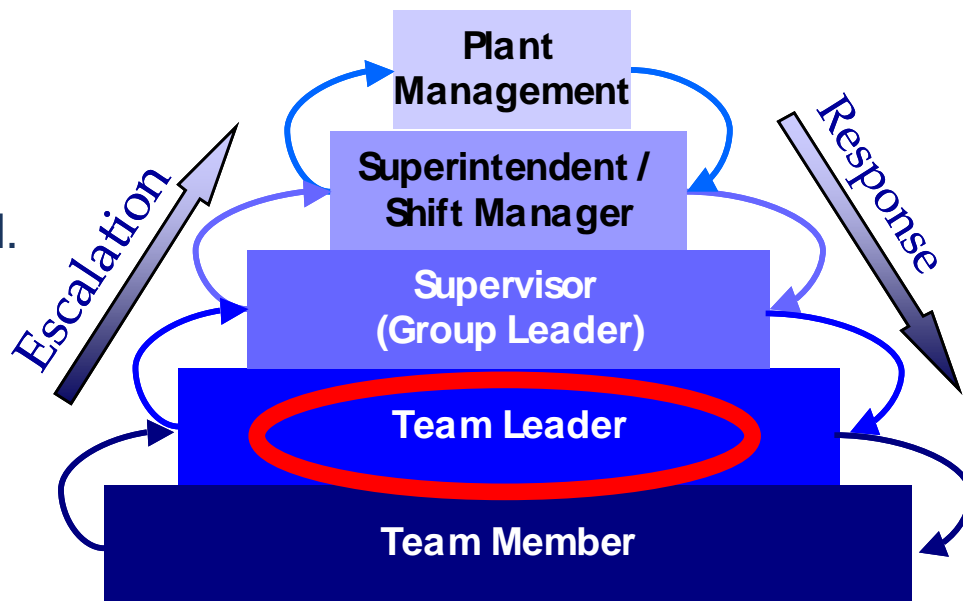 Plant
Management
Superintendent /
Shift Manager
Supervisor
(Group Leader)
Team Leader
Team Member
Escalation
Response